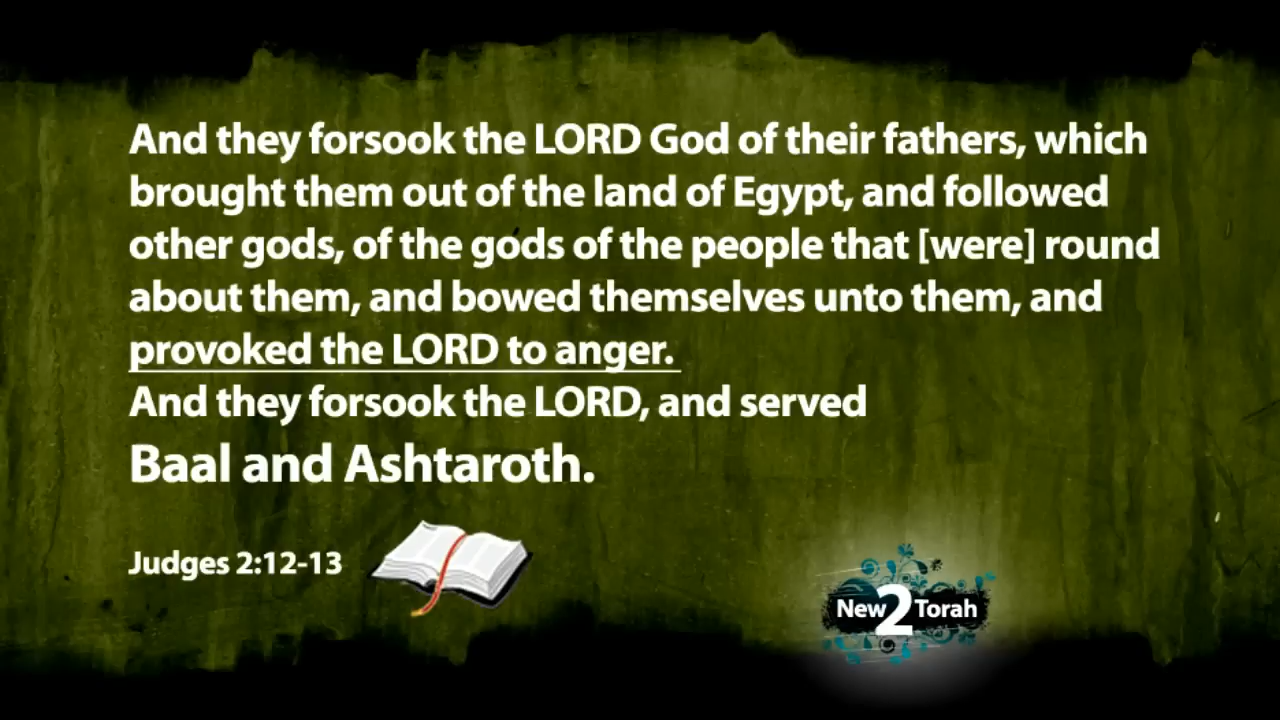 And they forsook the LORD God of their fathers, which
brought them out of the land of Egypt, and followed
other gods, of the gods of the people that [were] round
about them, and bowed themselves unto them, and
provoked the LORD to anger.
And they forsook the LORD, and served
Baal and Ashtaroth.
Judges 2:12-13
New2Torah